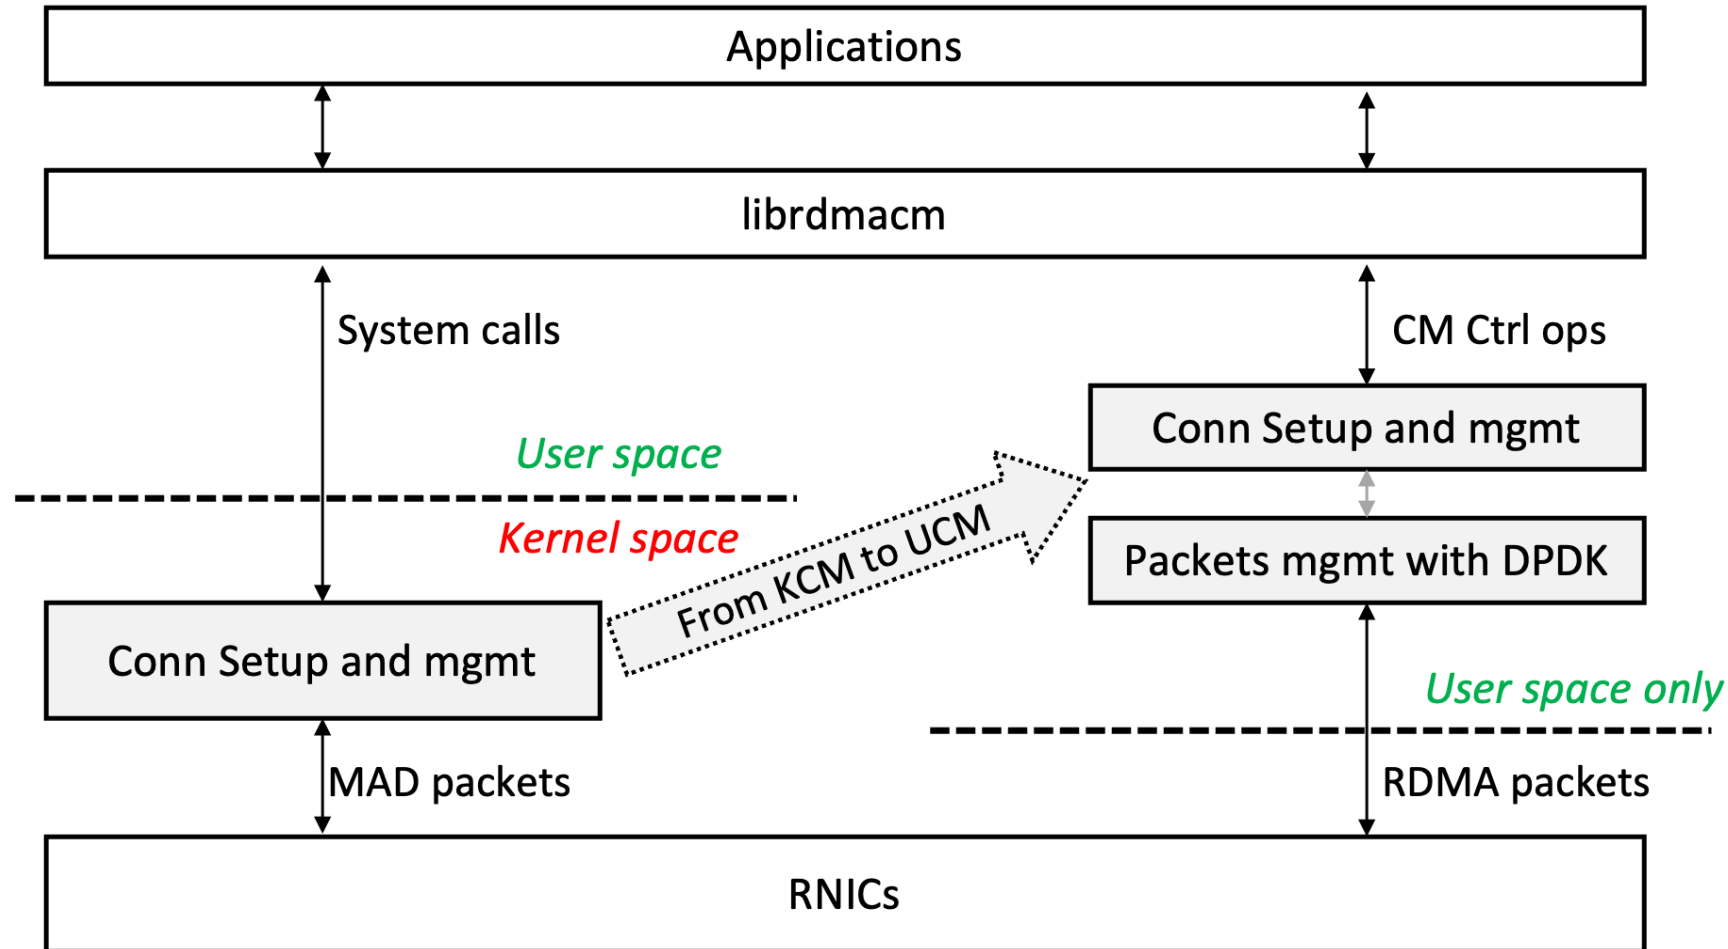 Applications
librdmacm
System calls
CM Ctrl ops
User space
Kernel space
Conn Setup and mgmt
From KCM to UCM
Packets mgmt with DPDK
Conn Setup and mgmt
User space only
MAD packets
RDMA packets
RNICs